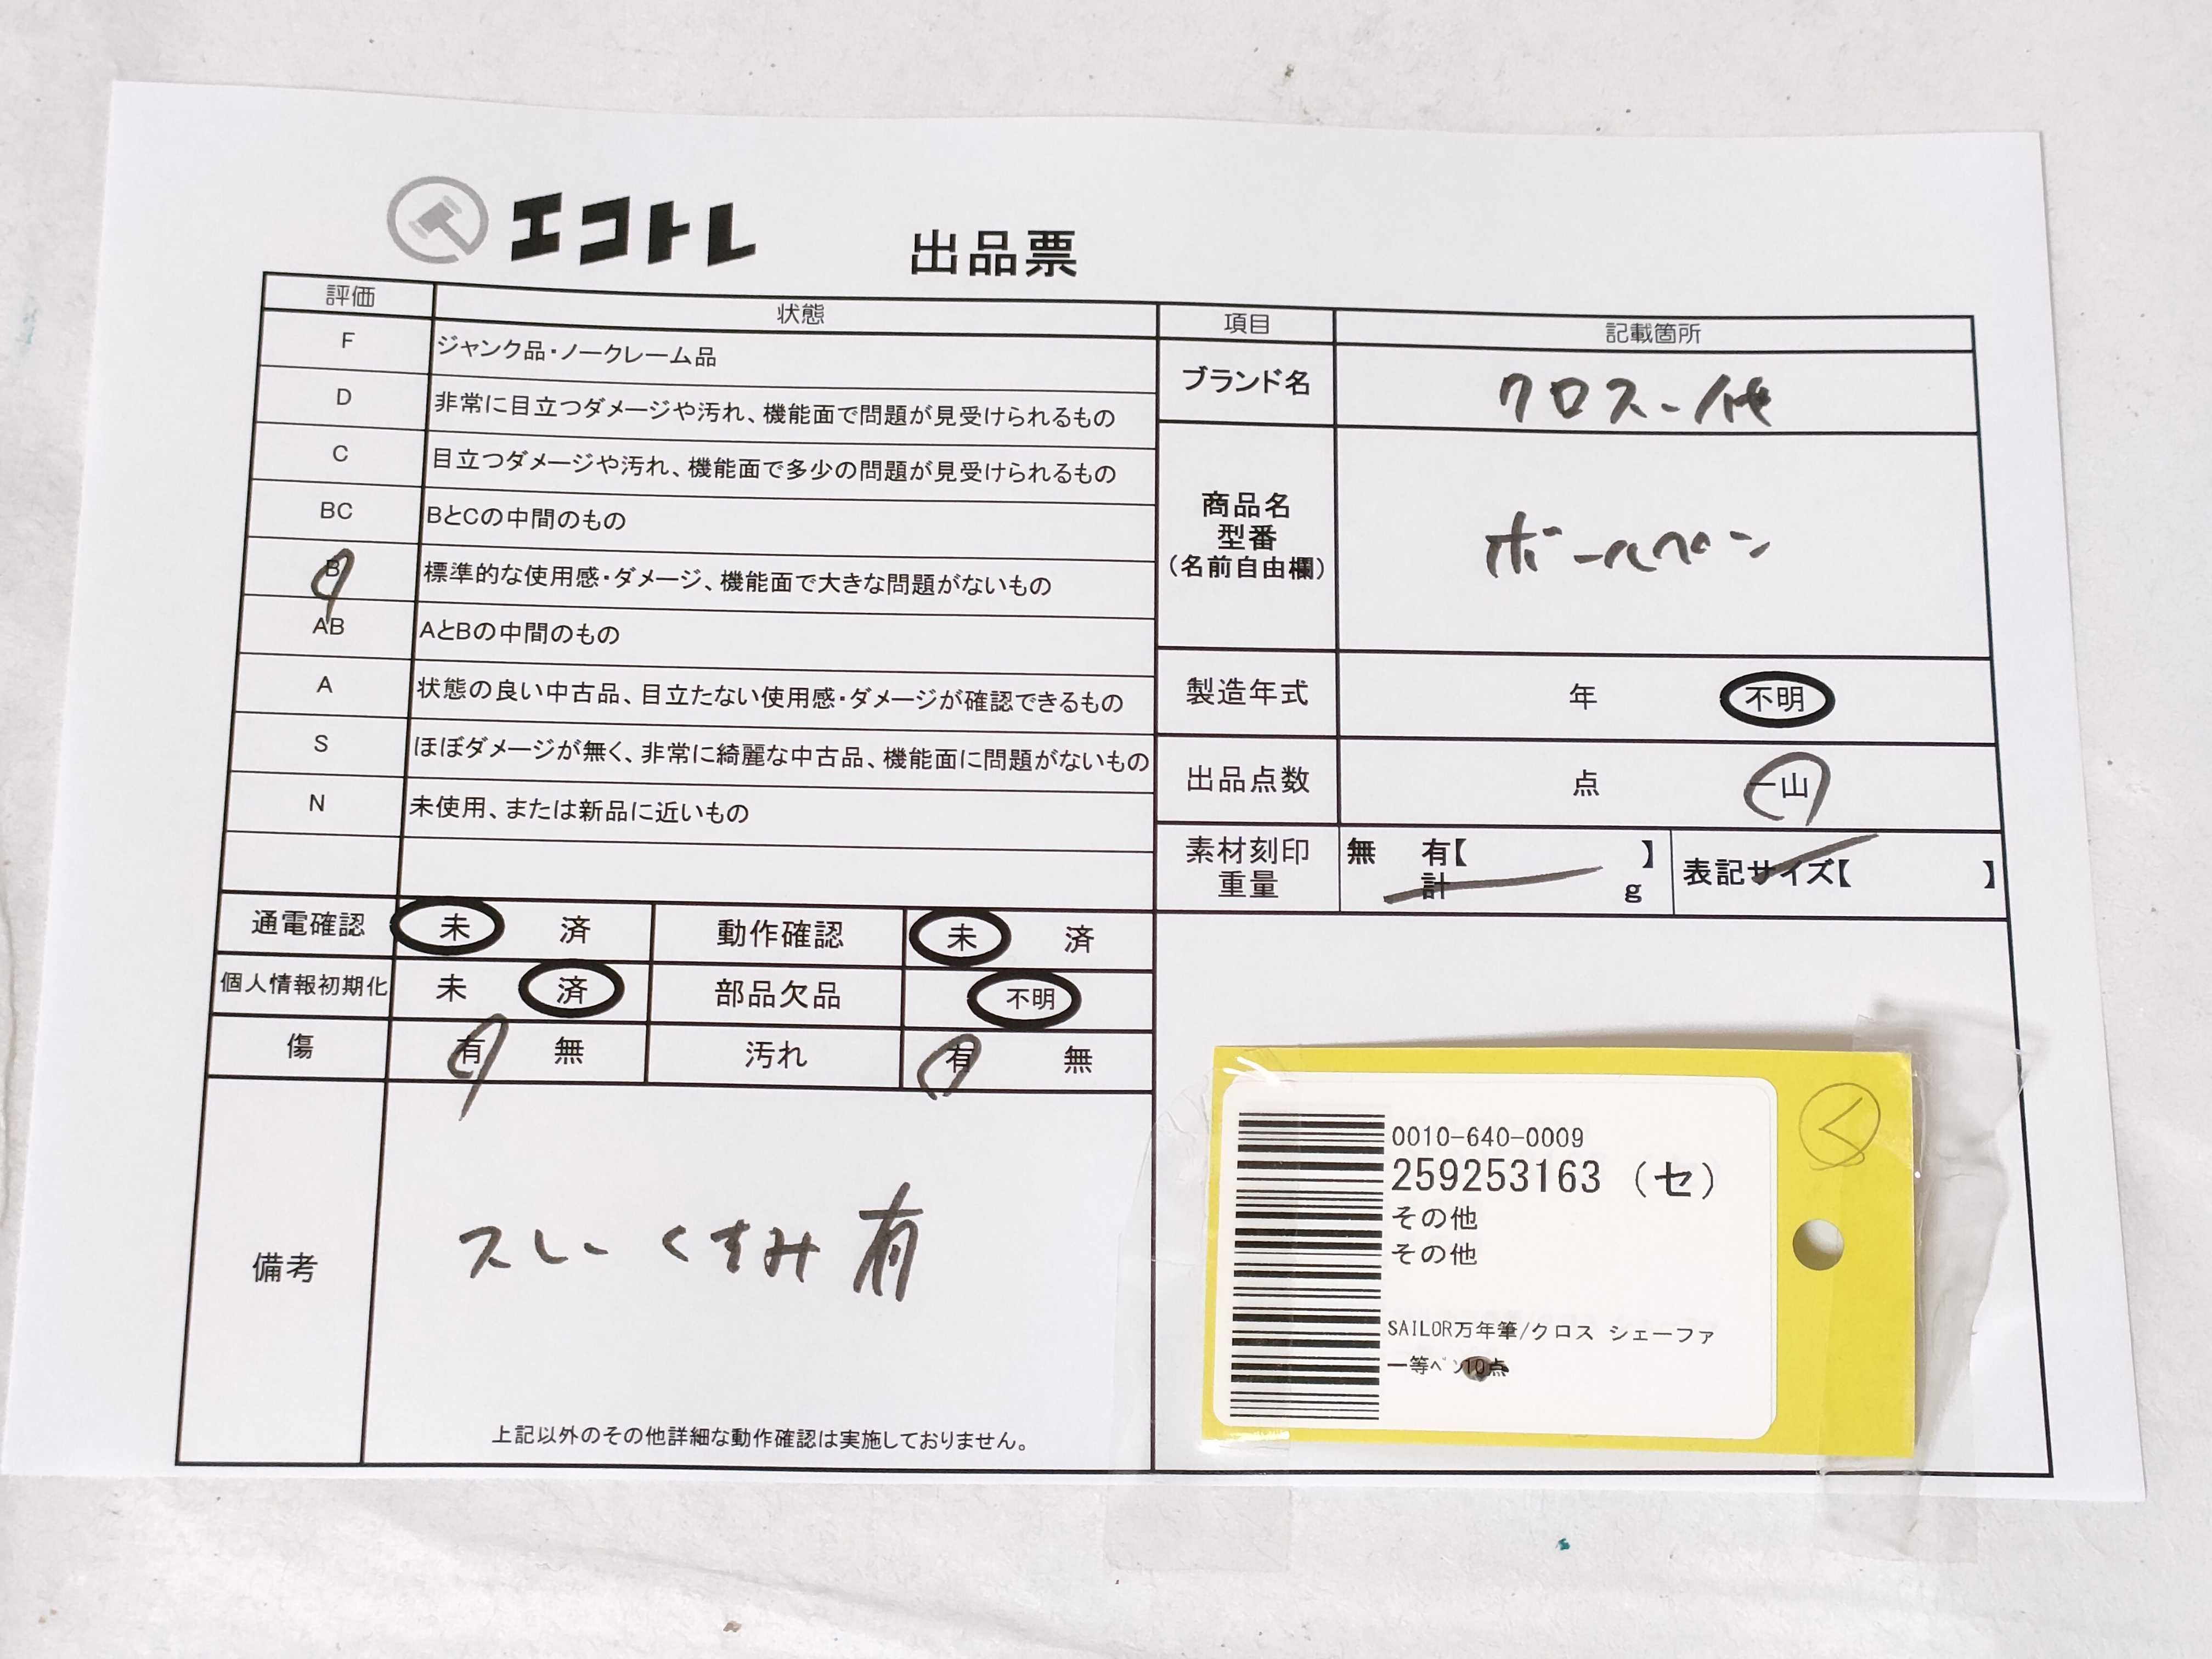 エコトレ 出品票
評価 状態
F ジャンク品・ノークレーム品
D 非常に目立つダメージや汚れ、機能面で問題が見受けられるもの
C 目立つダメージや汚れ、機能面で多少の問題が見受けられるもの
BC BとCの中間のもの
B 標準的な使用感・ダメージ、機能面で大きな問題がないもの
AB AとBの中間のもの
A 状態の良い中古品、目立たない使用感・ダメージが確認できるもの
S ほぼダメージが無く、非常に綺麗な中古品、機能面に問題がないもの
N 未使用、または新品に近いもの
通電確認 未 済 動作確認 未 済
個人情報初期化 未 済 部品欠品 不明
傷 有 無 汚れ 有 無
備考
スレー くすみ 有
上記以外のその他詳細な動作確認は実施しておりません。
項目 記載箇所
ブランド名 クロス-他
商品名
型番
(名前自由欄)
ボールペン
製造年式 年 不明
出品点数 点 一山
素材刻印 無 有【 】
重量 計 g
表記サイズ【 】
0010-640-0009
259253163 (セ)
その他
その他
SAILOR万年筆/クロス シェーファ
ー等ペン10点
く